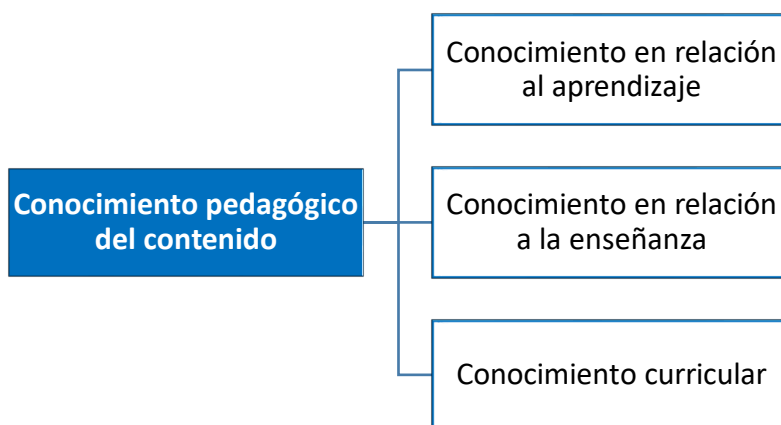 Conocimiento en relación
al aprendizaje
Conocimiento pedagógico
del contenido
Conocimiento en relación
a la enseñanza
Conocimiento curricular